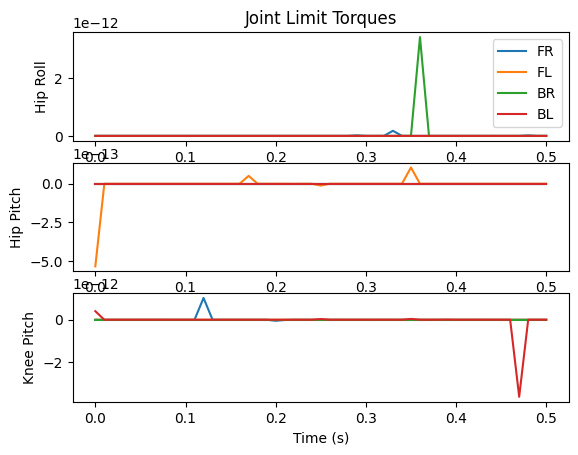 Joint Limit Torques
1e−12
Hip Roll
2
0
FR
FL
BR
BL
0.0 0.1 0.2 0.3 0.4 0.5
1e−13
Hip Pitch
0.0
−2.5
−5.0
0.0 0.1 0.2 0.3 0.4 0.5
1e−12
Knee Pitch
0
−2
0.0 0.1 0.2 0.3 0.4 0.5
Time (s)